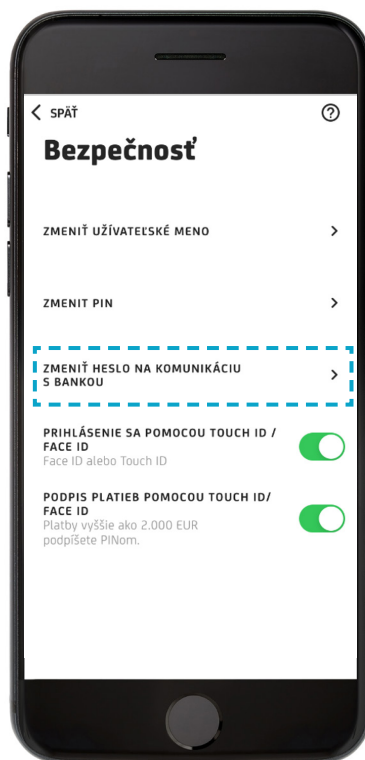 SPÄŤ
Bezpečnosť
ZMENIŤ UŽÍVATEĽSKÉ MENO
ZMENIT PIN
ZMENIŤ HESLO NA KOMUNIKÁCIU
S BANKOU
PRIHLÁSENIE SA POMOCOU TOUCH ID /
FACE ID
Face ID alebo Touch ID
PODPIS PLATIEB POMOCOU TOUCH ID/
FACE ID
Platby vyššie ako 2.000 EUR
podpíšete PINom.